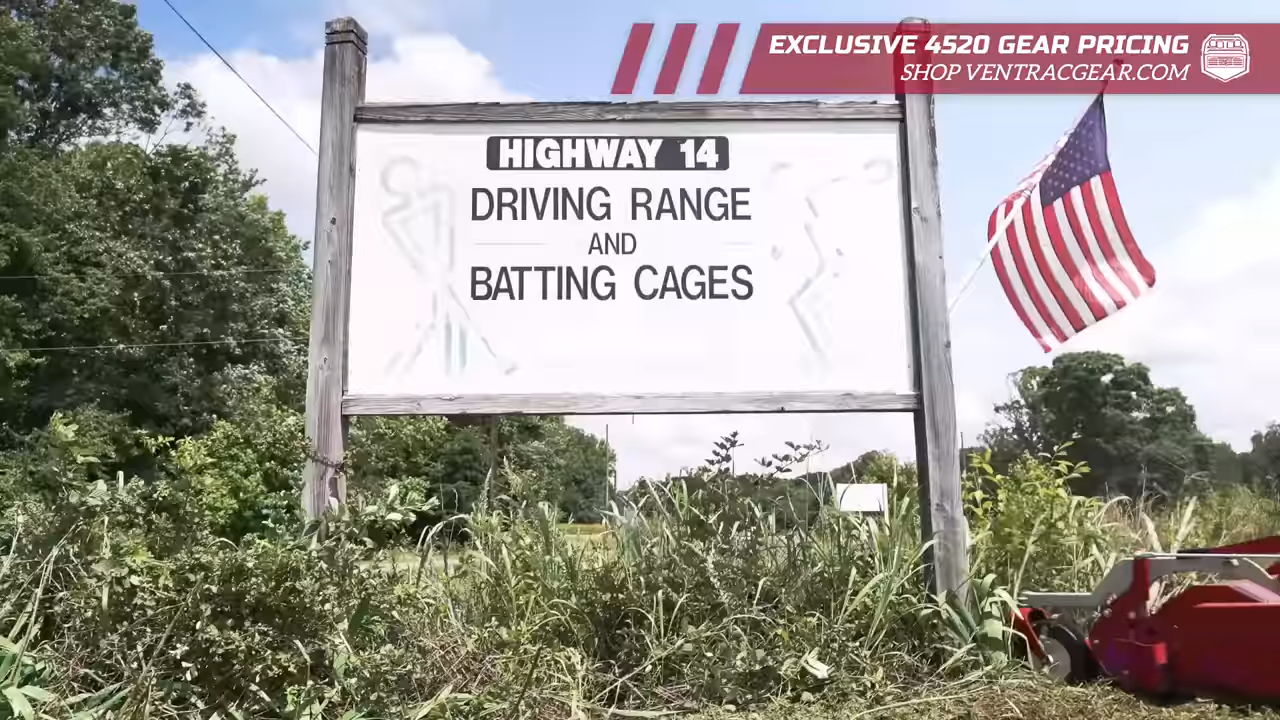 EXCLUSIVE 4520 GEAR PRICING
SHOP VENTRACGEAR.COM
HIGHWAY 14
DRIVING RANGE
AND
BATTING CAGES